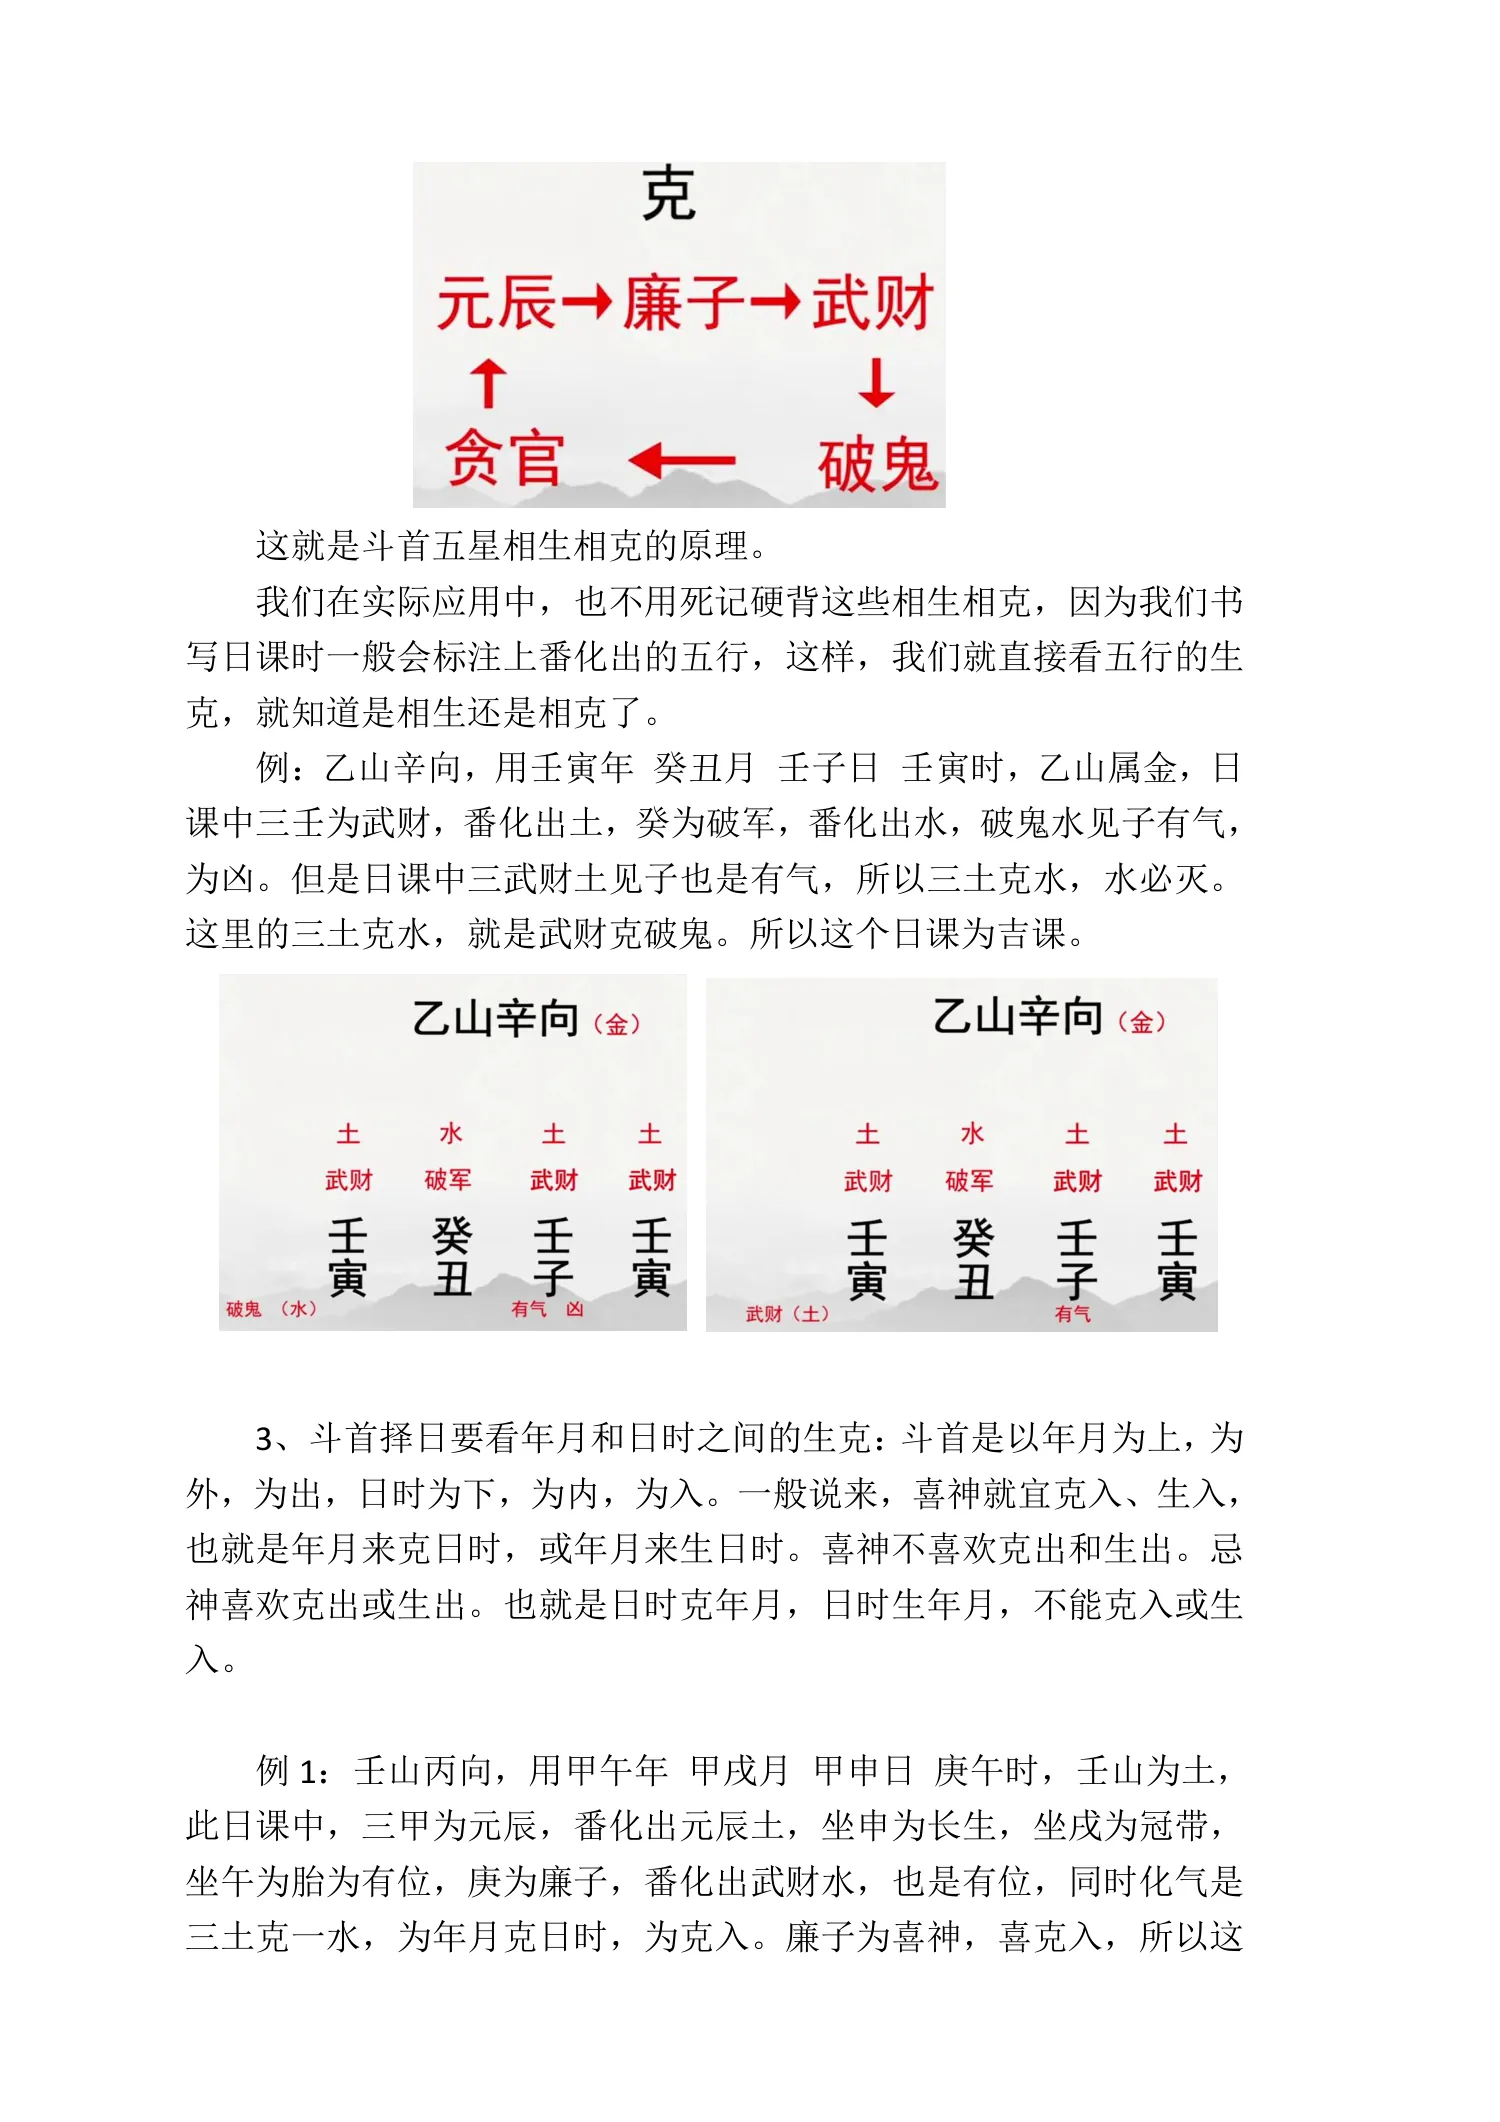 克
元辰→廉子→武财
↑ ↓
贪官 ← 破鬼
这就是斗首五星相生相克的原理。
我们在实际应用中，也不用死记硬背这些相生相克，因为我们书
写日课时一般会标注上番化出的五行，这样，我们就直接看五行的生
克，就知道是相生还是相克了。
例：乙山辛向，用壬寅年 癸丑月 壬子日 壬寅时，乙山属金，日
课中三壬为武财，番化出土，癸为破军，番化出水，破鬼水见子有气，
为凶。但是日课中三武财土见子也是有气，所以三土克水，水必灭。
这里的三土克水，就是武财克破鬼。所以这个日课为吉课。
乙山辛向（金）
土 水 土 土
武财 破军 武财 武财
壬 癸 壬 壬
寅 丑 子 寅
破鬼 （水） 有气 凶
乙山辛向（金）
土 水 土 土
武财 破军 武财 武财
壬 癸 壬 壬
寅 丑 子 寅
武财（土） 有气
3、斗首择日要看年月和日时之间的生克：斗首是以年月为上，为
外，为出，日时为下，为内，为入。一般说来，喜神就宜克入、生入，
也就是年月来克日时，或年月来生日时。喜神不喜欢克出和生出。忌
神喜欢克出或生出。也就是日时克年月，日时生年月，不能克入或生
入。
例 1：壬山丙向，用甲午年 甲戌月 甲申日 庚午时，壬山为土，
此日课中，三甲为元辰，番化出元辰土，坐申为长生，坐戌为冠带，
坐午为胎为有位，庚为廉子，番化出武财水，也是有位，同时化气是
三土克一水，为年月克日时，为克入。廉子为喜神，喜克入，所以这